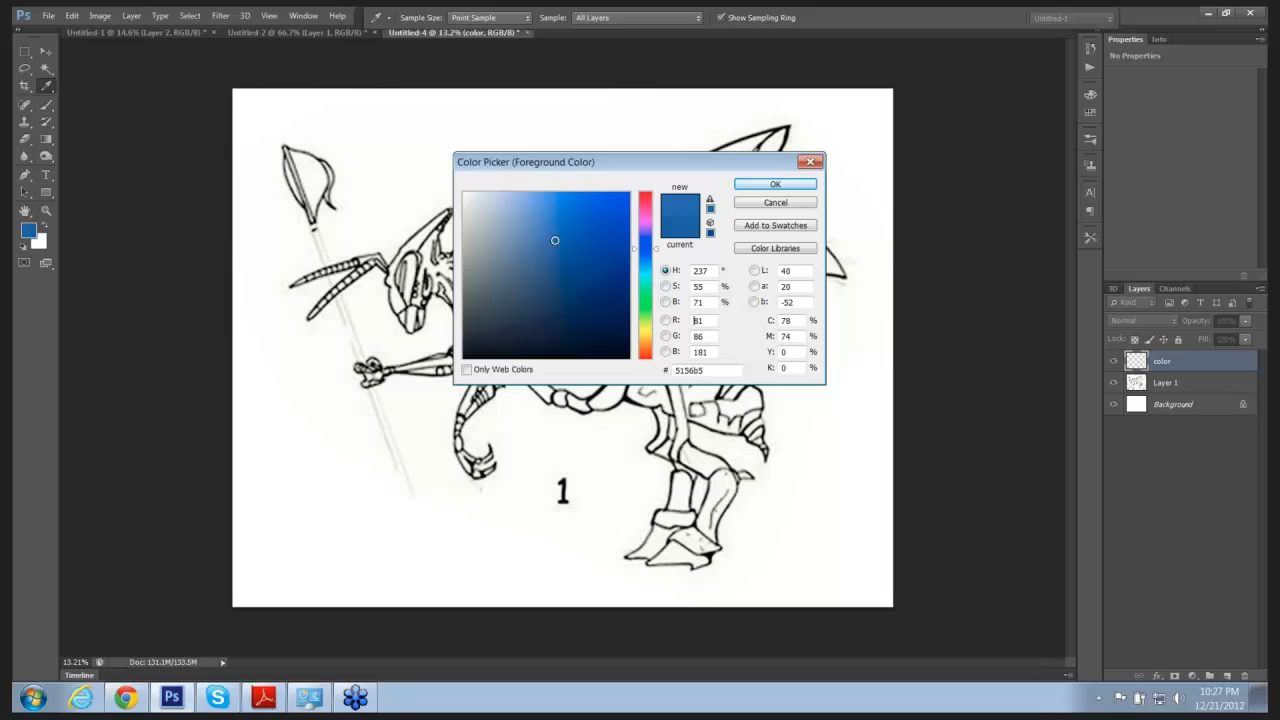 Ps File Edit Image Layer Type Select Filter 3D View Window Help Sample Size: Point Sample Sample: All Layers Show Sampling Ring Untitled-1
Untitled-1 @ 14.6% (Layer 2, RGB/8) * × Untitled-2 @ 66.7% (Layer 1, RGB/8) * × Untitled-4 @ 13.2% (color, RGB/8) * ×
Properties Info
No Properties
Color Picker (Foreground Color)
new
current
OK
Cancel
Add to Swatches
Color Libraries
H: 237 ° L: 40
S: 55 % a: 20
B: 71 % b: -52
R: 81 C: 78 %
G: 86 M: 74 %
B: 181 Y: 0 %
K: 0 %
Only Web Colors # 5156b5
3D Layers Channels
Kind
Normal Opacity: 100%
Lock: Fill: 100%
color
Layer 1
Background
1
13.21% Doc: 131.1M/133.5M
Timeline
Ps
10:27 PM
12/21/2012